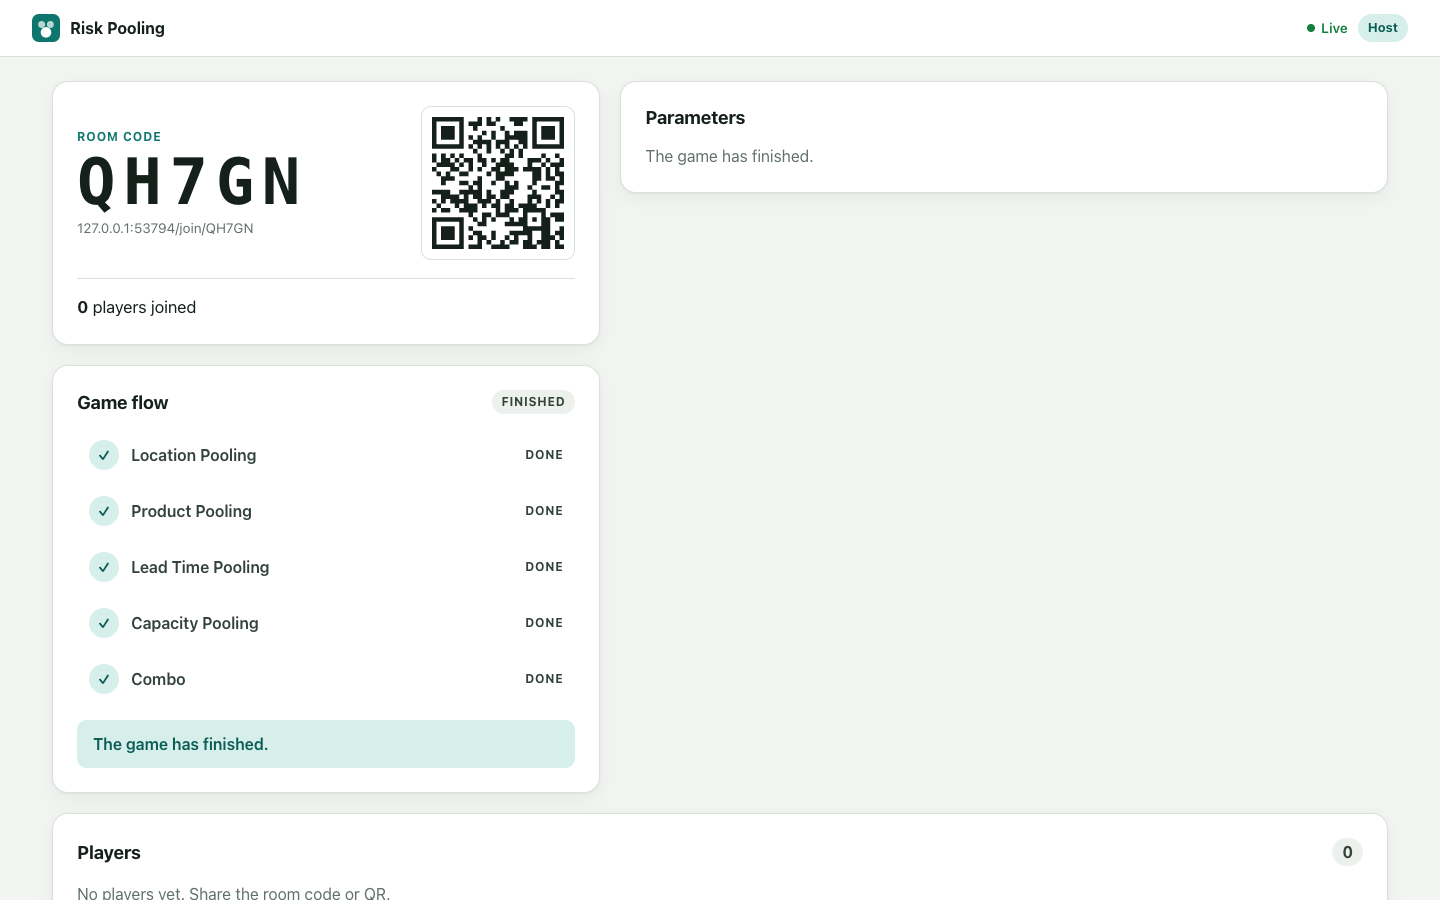 Risk Pooling
Live
Host
ROOM CODE
QH7GN
127.0.0.1:53794/join/QH7GN
0 players joined
Parameters
The game has finished.
Game flow
FINISHED
Location Pooling
DONE
Product Pooling
DONE
Lead Time Pooling
DONE
Capacity Pooling
DONE
Combo
DONE
The game has finished.
Players
0
No players yet. Share the room code or QR.